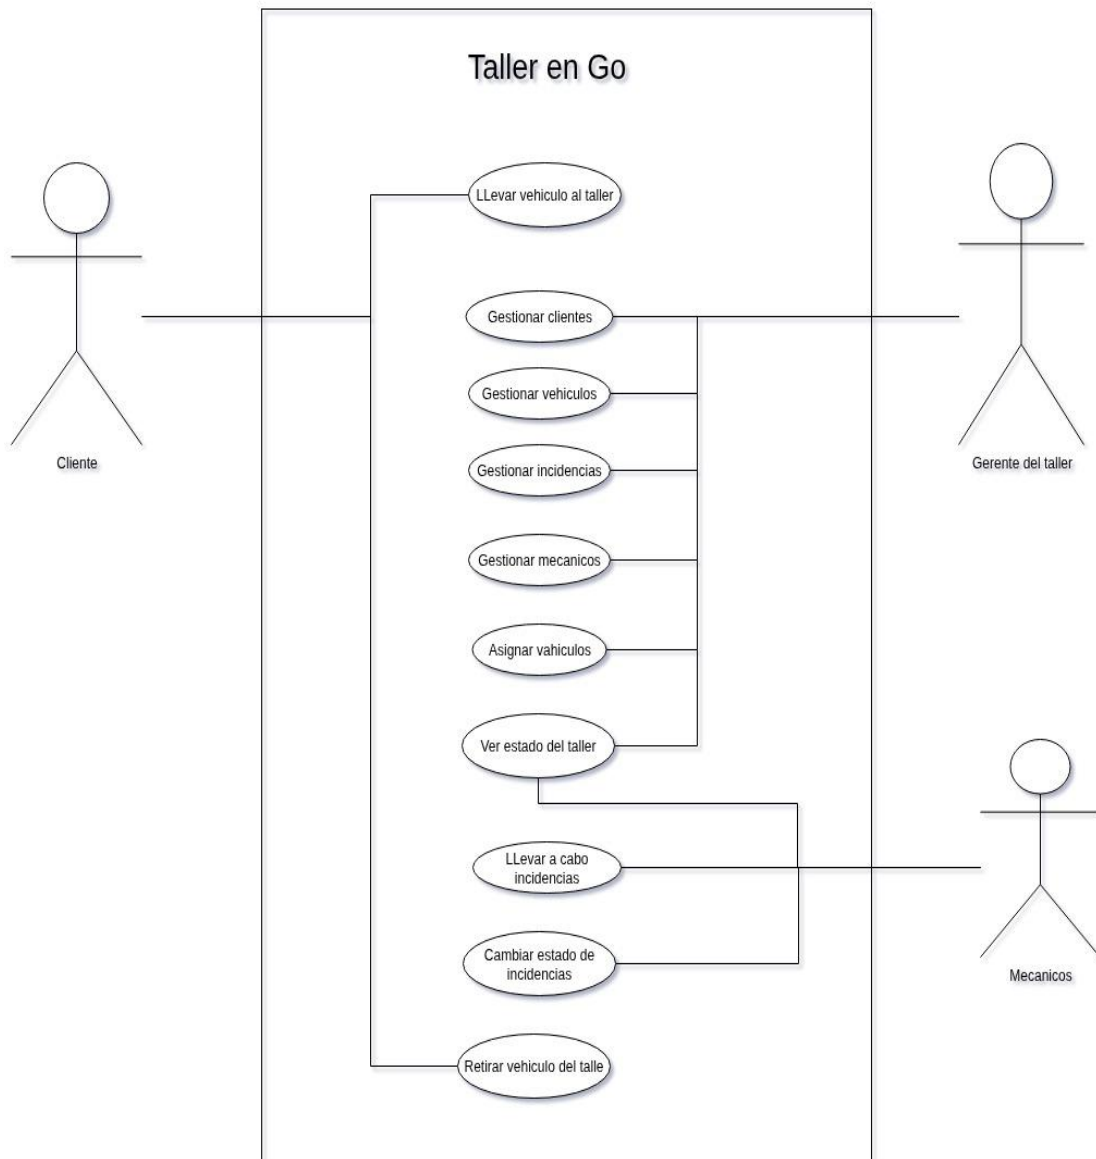 Taller en Go
LLevar vehiculo al taller
Gestionar clientes
Gestionar vehiculos
Cliente
Gestionar incidencias
Gerente del taller
Gestionar mecanicos
Asignar vahiculos
Ver estado del taller
LLevar a cabo
incidencias
Cambiar estado de
incidencias
Mecanicos
Retirar vehiculo del talle